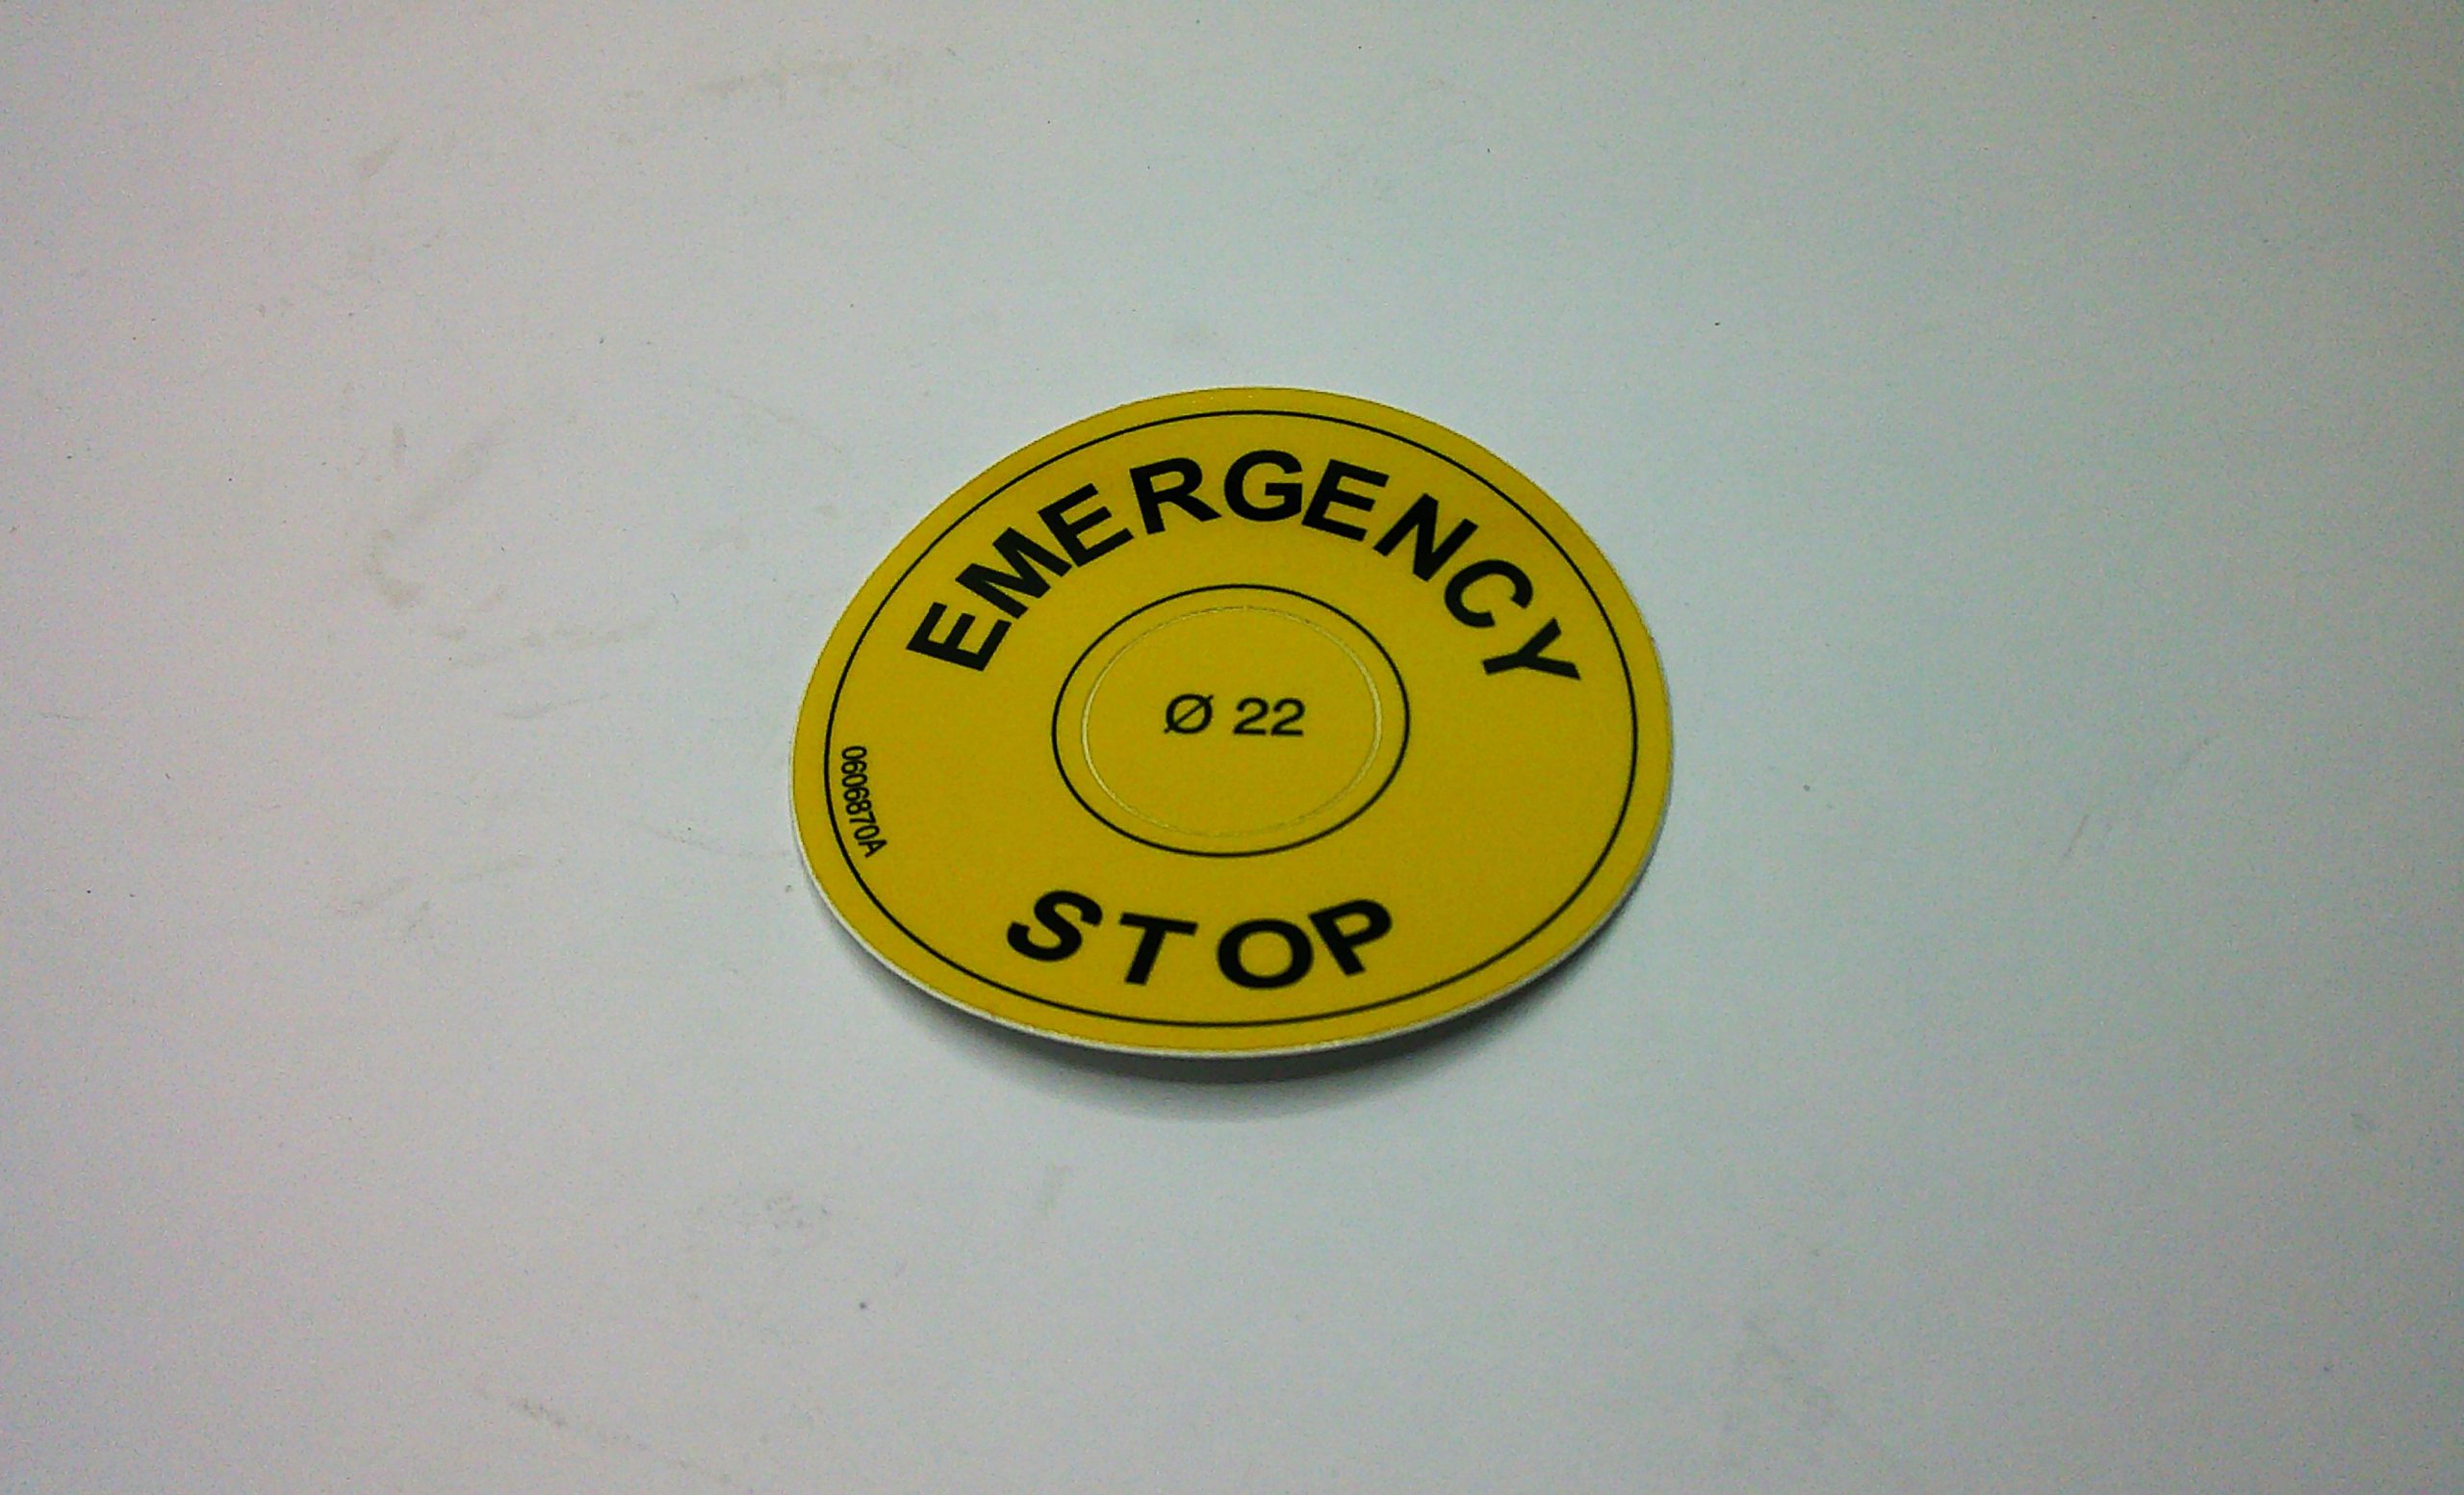 EMERGENCY
Ø 22
0606870A
STOP